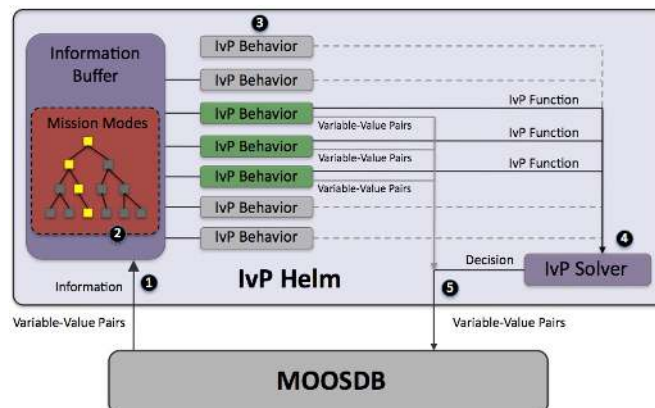 3
Information
Buffer
IvP Behavior
IvP Behavior
IvP Behavior
IvP Function
Mission Modes
Variable-Value Pairs
IvP Behavior
IvP Function
Variable-Value Pairs
IvP Behavior
IvP Function
Variable-Value Pairs
IvP Behavior
2
IvP Behavior
4
Decision
IvP Solver
1
Information
IvP Helm
5
Variable-Value Pairs
Variable-Value Pairs
MOOSDB